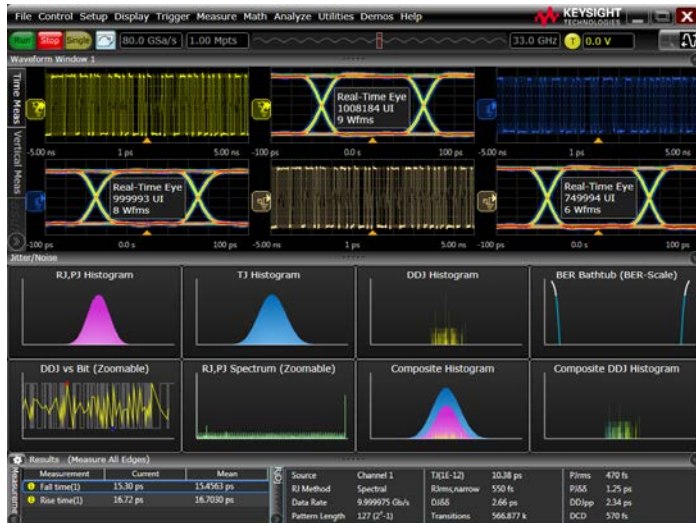 File Control Setup Display Trigger Measure Math Analyze Utilities Demos Help
KEYSIGHT
TECHNOLOGIES
Run Stop Single 80.0 GSa/s 1.00 Mpts 33.0 GHz T 0.0 V
Waveform Window 1
Time Meas
Vertical Meas
Real-Time Eye
1008184 UI
9 Wfms
-5.00 ns 1 ps 5.00 ns -100 ps 0.0 s 100 ps -5.00 ns 1 ps 5.00 ns
Real-Time Eye
999993 UI
8 Wfms
Real-Time Eye
749994 UI
6 Wfms
-100 ps 0.0 s 100 ps -5.00 ns 1 ps 5.00 ns -100 ps 0.0 s 100 ps
Jitter/Noise
RJ,PJ Histogram TJ Histogram DDJ Histogram BER Bathtub (BER-Scale)
DDJ vs Bit (Zoomable) RJ,PJ Spectrum (Zoomable) Composite Histogram Composite DDJ Histogram
Results (Measure All Edges)
Measurement Current Mean
Fall time(1) 15.30 ps 15.4563 ps
Rise time(1) 16.72 ps 16.7030 ps
Source Channel 1 TJ(1E-12) 10.38 ps PJrms 470 fs
RJ Method Spectral RJrms,narrow 550 fs PJδδ 1.25 ps
Data Rate 9.999975 Gb/s DJδδ 2.66 ps DDJpp 2.34 ps
Pattern Length 127 (2⁷-1) Transitions 566.877 k DCD 570 fs